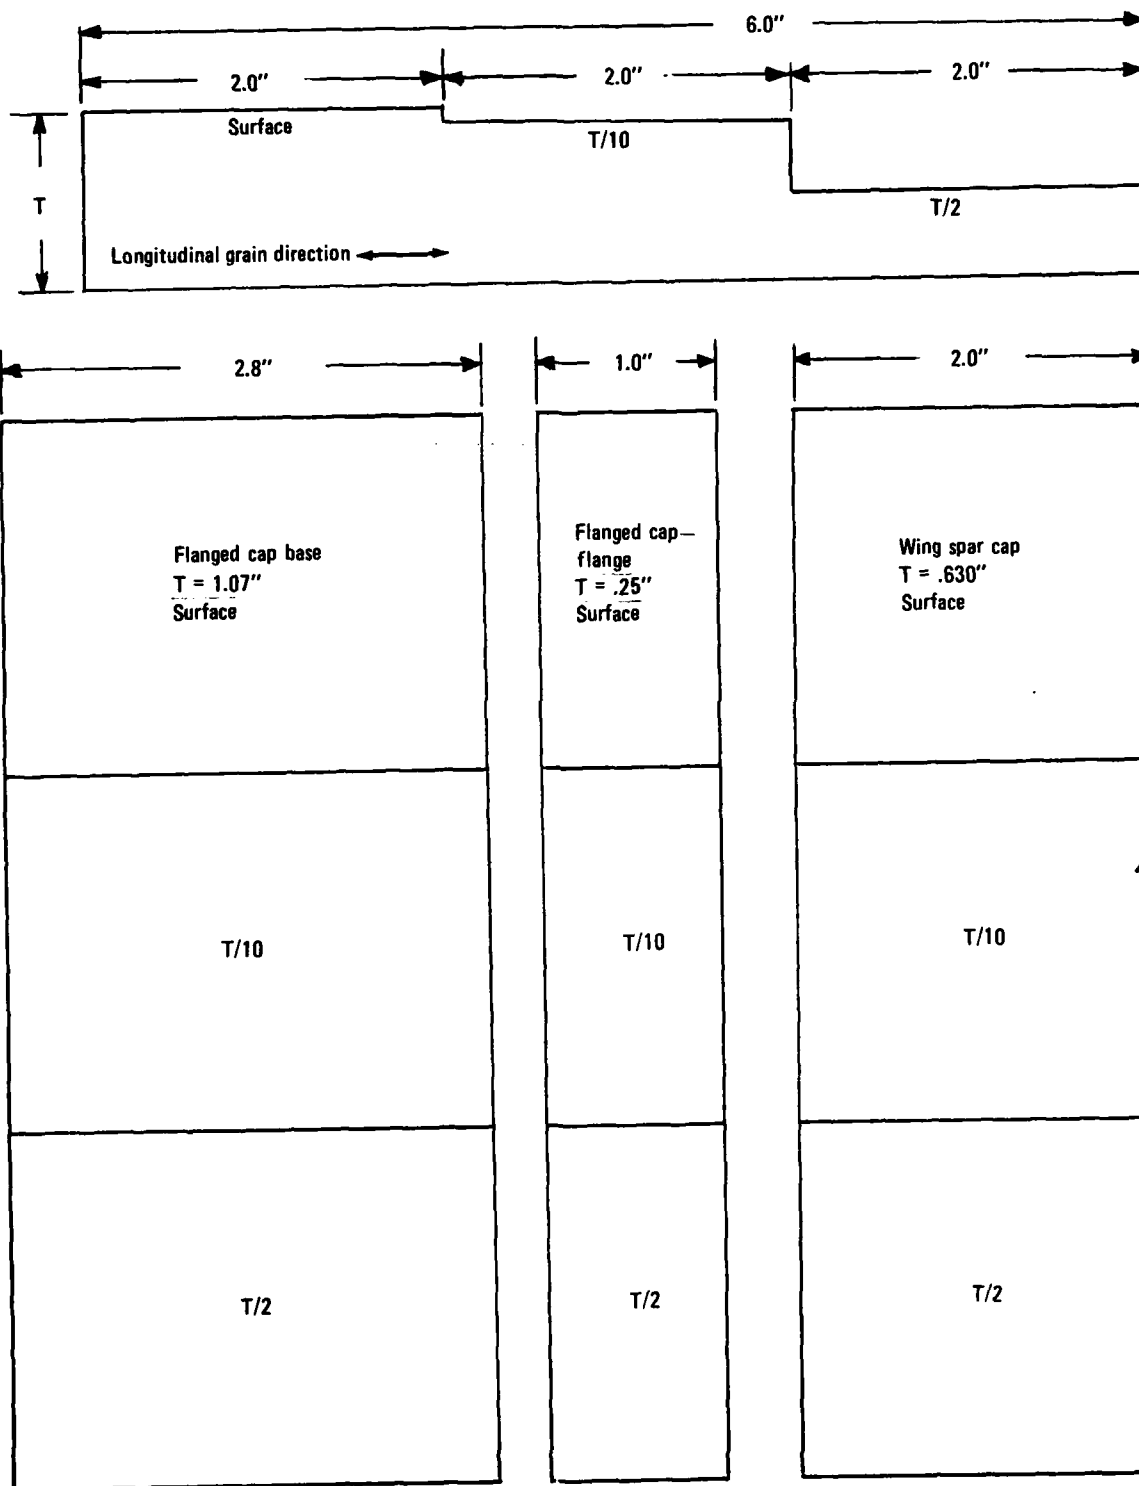 6.0"
2.0"
2.0"
2.0"
Surface
T/10
T/2
T
Longitudinal grain direction
2.8"
1.0"
2.0"
Flanged cap base
T = 1.07"
Surface
Flanged cap—
flange
T = .25"
Surface
Wing spar cap
T = .630"
Surface
T/10
T/10
T/10
T/2
T/2
T/2